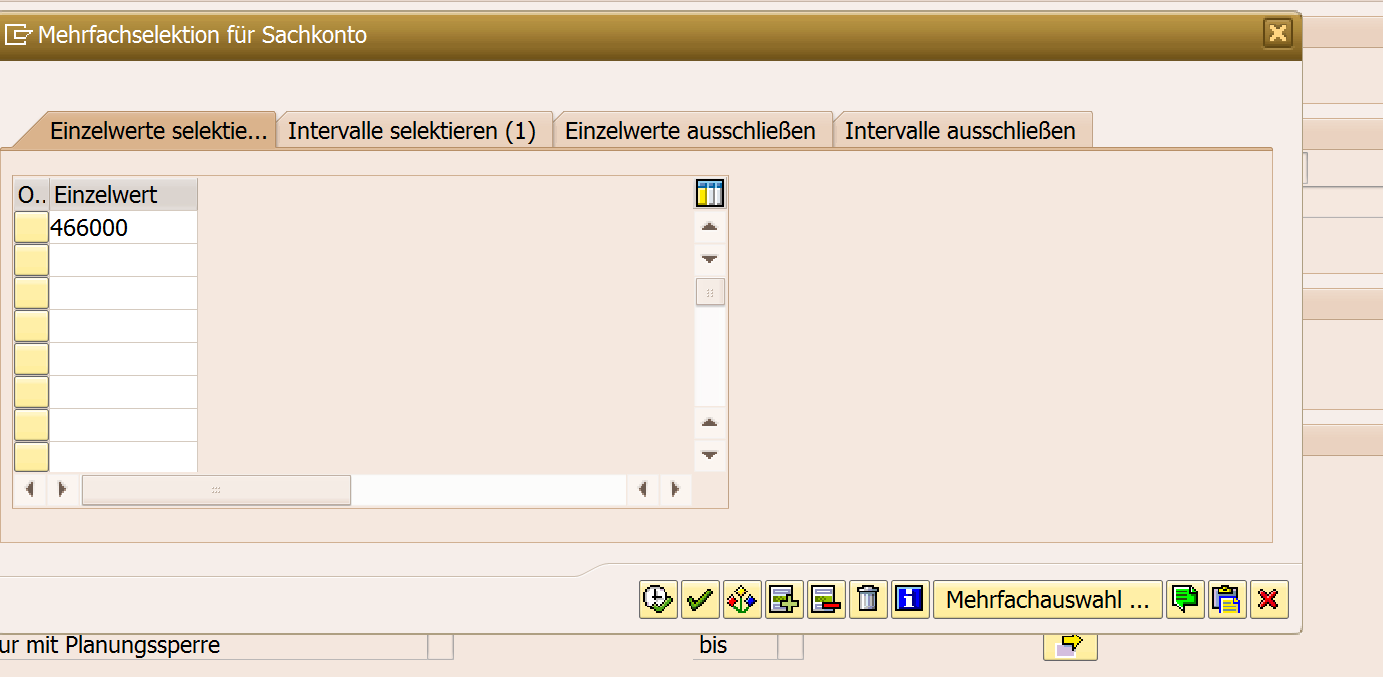 Mehrfachselektion für Sachkonto
Einzelwerte selektie... Intervalle selektieren (1) Einzelwerte ausschließen Intervalle ausschließen
O.. Einzelwert
466000
Mehrfachauswahl ...
ur mit Planungssperre bis